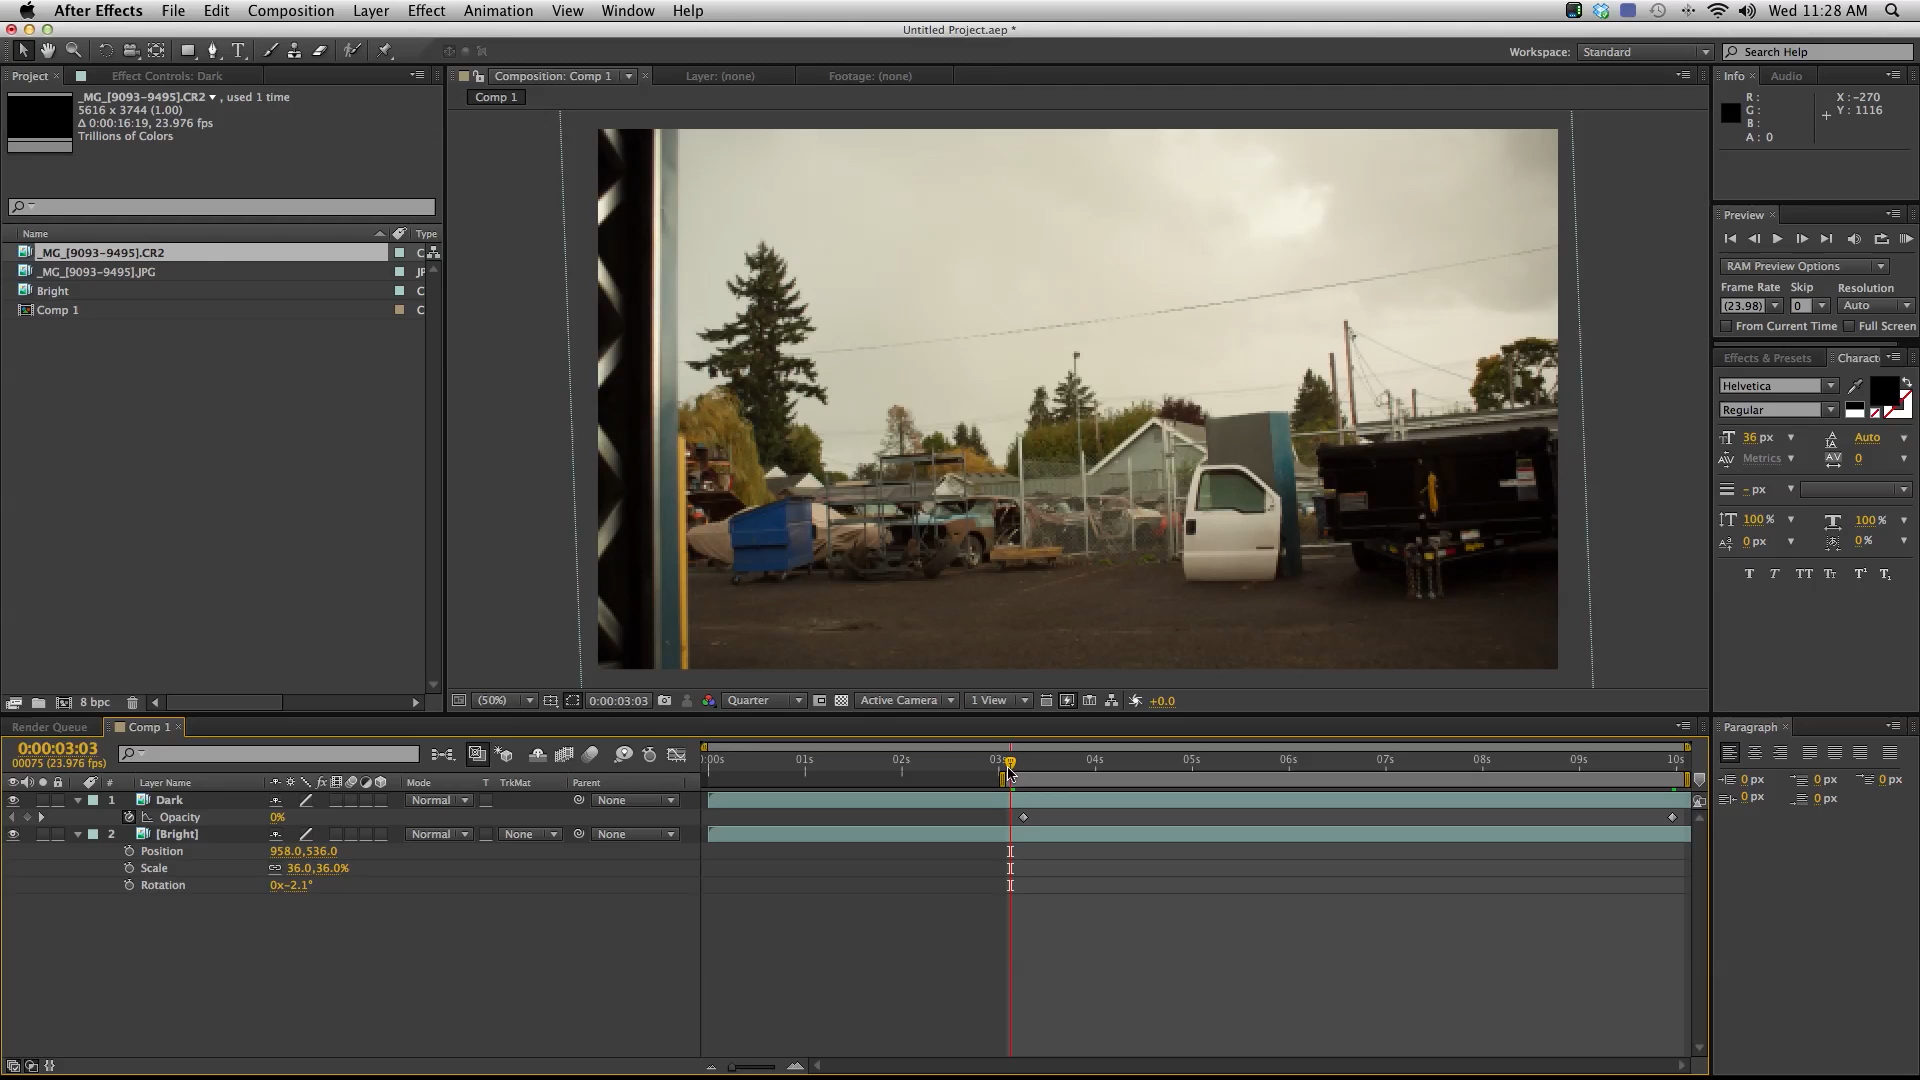 After Effects File Edit Composition Layer Effect Animation View Window Help Wed 11:28 AM
Untitled Project.aep *
Workspace: Standard Search Help
Project Effect Controls: Dark
_MG_[9093-9495].CR2 , used 1 time
5616 x 3744 (1.00)
Δ 0:00:16:19, 23.976 fps
Trillions of Colors
Name Type
_MG_[9093-9495].CR2 C
_MG_[9093-9495].JPG JP
Bright C
Comp 1 C
8 bpc
Composition: Comp 1 Layer: (none) Footage: (none)
Comp 1
(50%) 0:00:03:03 Quarter Active Camera 1 View +0.0
Info Audio
R : X : -270
G : Y : 1116
B :
A : 0
Preview
RAM Preview Options
Frame Rate Skip Resolution
(23.98) 0 Auto
From Current Time Full Screen
Effects & Presets Charact
Helvetica
Regular
36 px Auto
Metrics 0
- px
100 % 100 %
0 px 0 %
T T TT Tt T¹ T₁
Paragraph
0 px 0 px 0 px
0 px 0 px
Render Queue Comp 1
0:00:03:03
00075 (23.976 fps)
0:00s 01s 02s 03s 04s 05s 06s 07s 08s 09s 10s
# Layer Name Mode T TrkMat Parent
1 Dark Normal None
Opacity 0%
2 [Bright] Normal None None
Position 958.0,536.0
Scale 36.0,36.0%
Rotation 0x-2.1°